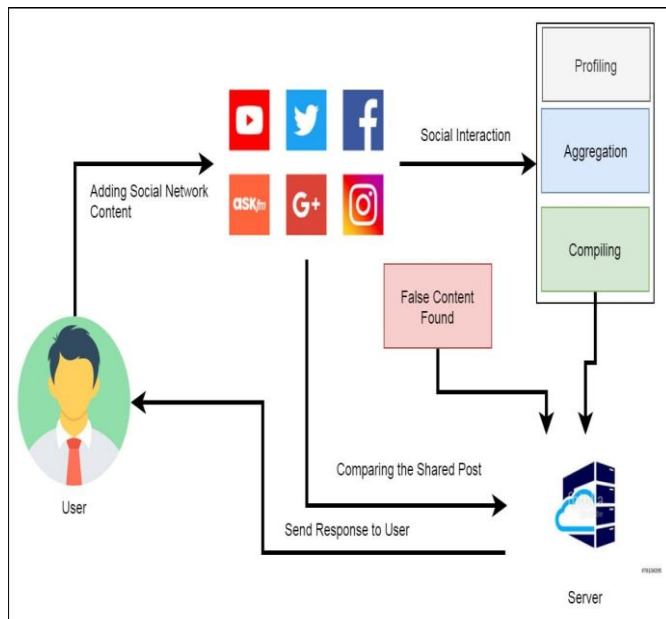 Profiling
Social Interaction
Aggregation
Adding Social Network
Content
askfm
G+
Compiling
False Content
Found
Comparing the Shared Post
User
Send Response to User
Server